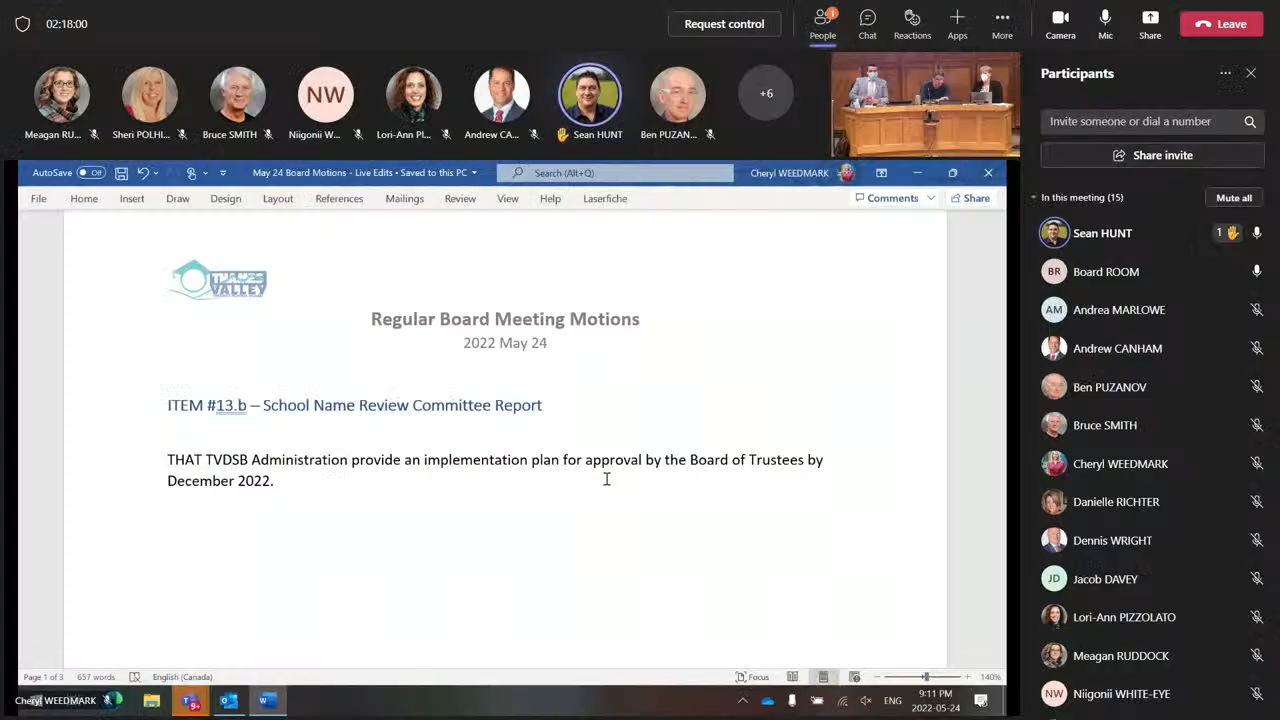 02:18:00
Request control
1
People
Chat
Reactions
Apps
More
Camera
Mic
Share
Leave
NW
+6
Meagan RU...
Sheri POLHI...
Bruce SMITH
Niigonii W...
Lori-Ann PI...
Andrew CA...
Sean HUNT
Ben PUZAN...
AutoSave
Off
May 24 Board Motions - Live Edits • Saved to this PC
Search (Alt+Q)
Cheryl WEEDMARK
File
Home
Insert
Draw
Design
Layout
References
Mailings
Review
View
Help
Laserfiche
Comments
Share
VALLEY
Regular Board Meeting Motions
2022 May 24
ITEM #13.b – School Name Review Committee Report
THAT TVDSB Administration provide an implementation plan for approval by the Board of Trustees by
December 2022.
Page 1 of 3
657 words
English (Canada)
Focus
140%
Cheryl WEEDMARK
9+
ENG
9:11 PM
2022-05-24
Participants
Invite someone or dial a number
Share invite
In this meeting (15)
Mute all
Sean HUNT
1
BR
Board ROOM
AM
Andrea MARLOWE
Andrew CANHAM
Ben PUZANOV
Bruce SMITH
Cheryl WEEDMARK
Danielle RICHTER
Dennis WRIGHT
JD
Jacob DAVEY
Lori-Ann PIZZOLATO
Meagan RUDDOCK
NW
Niigonii WHITE-EYE